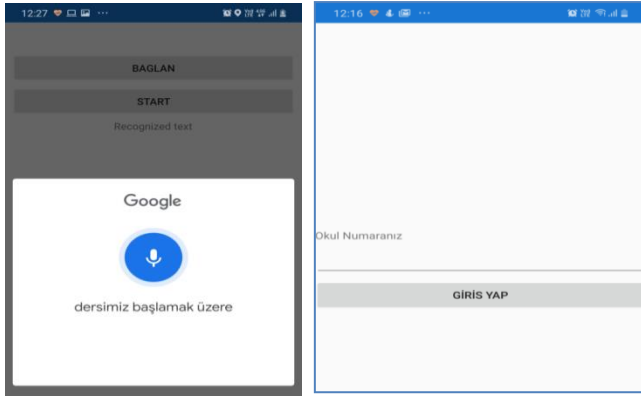 12:27
BAGLAN
START
Recognized text
Google
dersimiz başlamak üzere
12:16
Okul Numaranız
GİRİS YAP